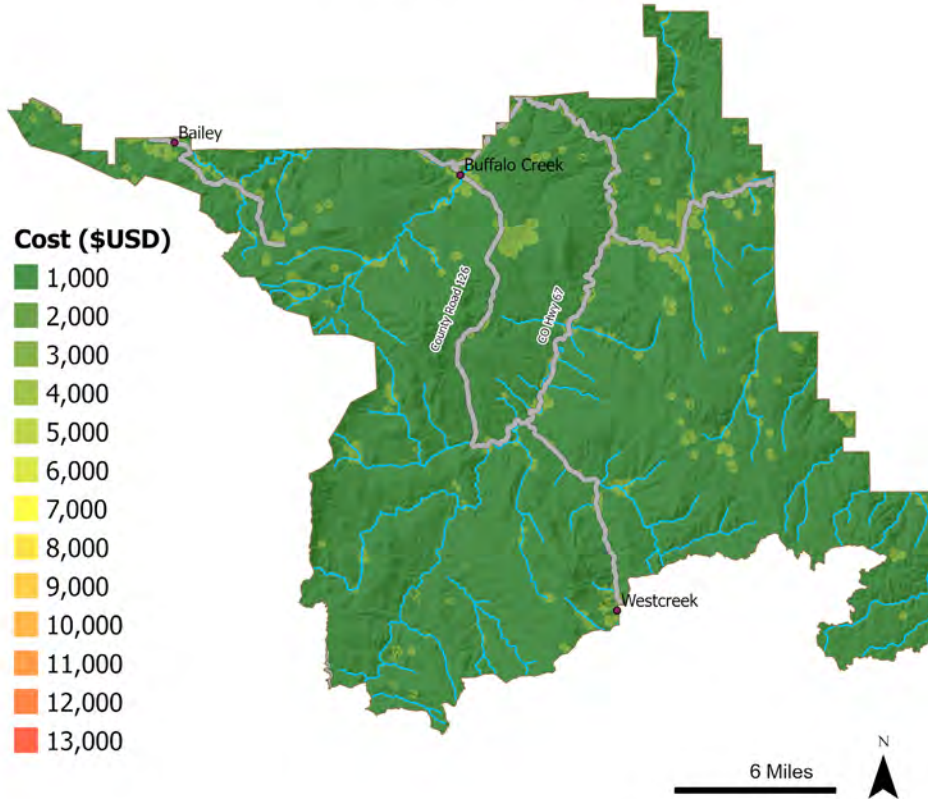 Bailey
Buffalo Creek
Cost ($USD)
1,000
2,000
3,000
4,000
5,000
6,000
7,000
8,000
9,000
10,000
11,000
12,000
13,000
County Road 126
CO Hwy 67
Westcreek
6 Miles
N